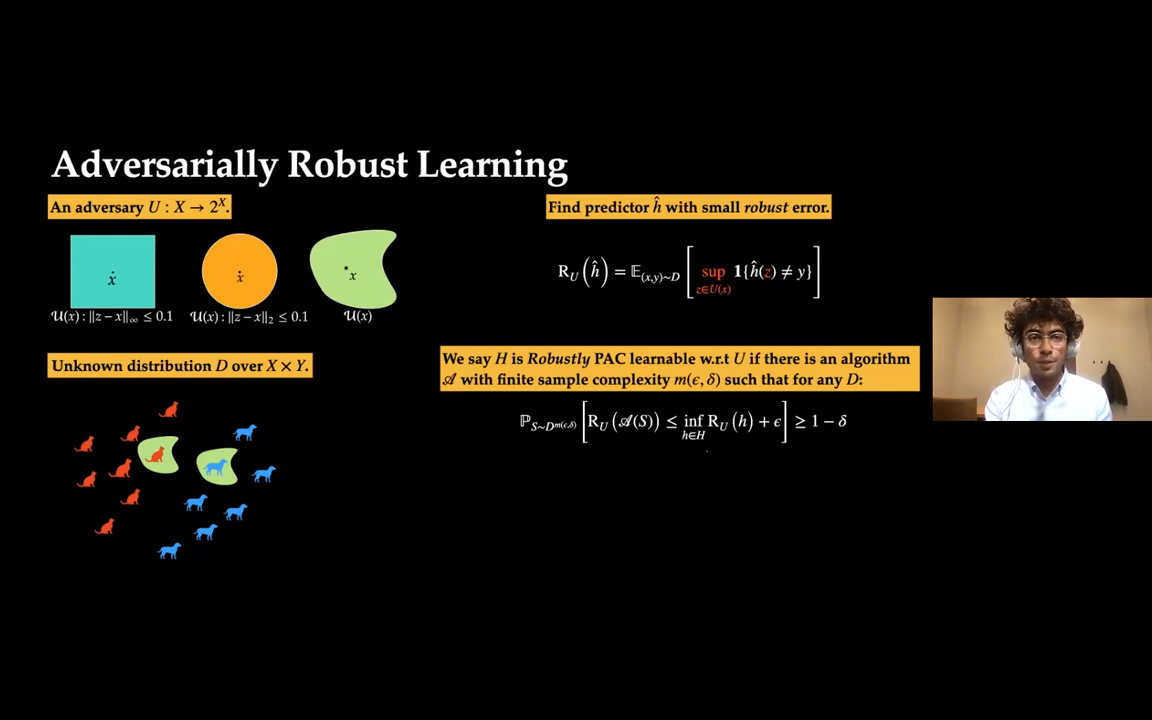 Adversarially Robust Learning
An adversary U : X → 2^X.
Find predictor ĥ with small robust error.
ẋ
ẋ
x
R_U(ĥ) = 𝔼_(x,y)∼D [ sup_{z∈U(x)} 1{ĥ(z) ≠ y} ]
𝒰(x) : ‖z − x‖_∞ ≤ 0.1
𝒰(x) : ‖z − x‖_2 ≤ 0.1
𝒰(x)
Unknown distribution D over X × Y.
We say H is Robustly PAC learnable w.r.t U if there is an algorithm
𝒜 with finite sample complexity m(ϵ, δ) such that for any D:
ℙ_{S∼D^{m(ϵ,δ)}} [ R_U(𝒜(S)) ≤ inf_{h∈H} R_U(h) + ϵ ] ≥ 1 − δ